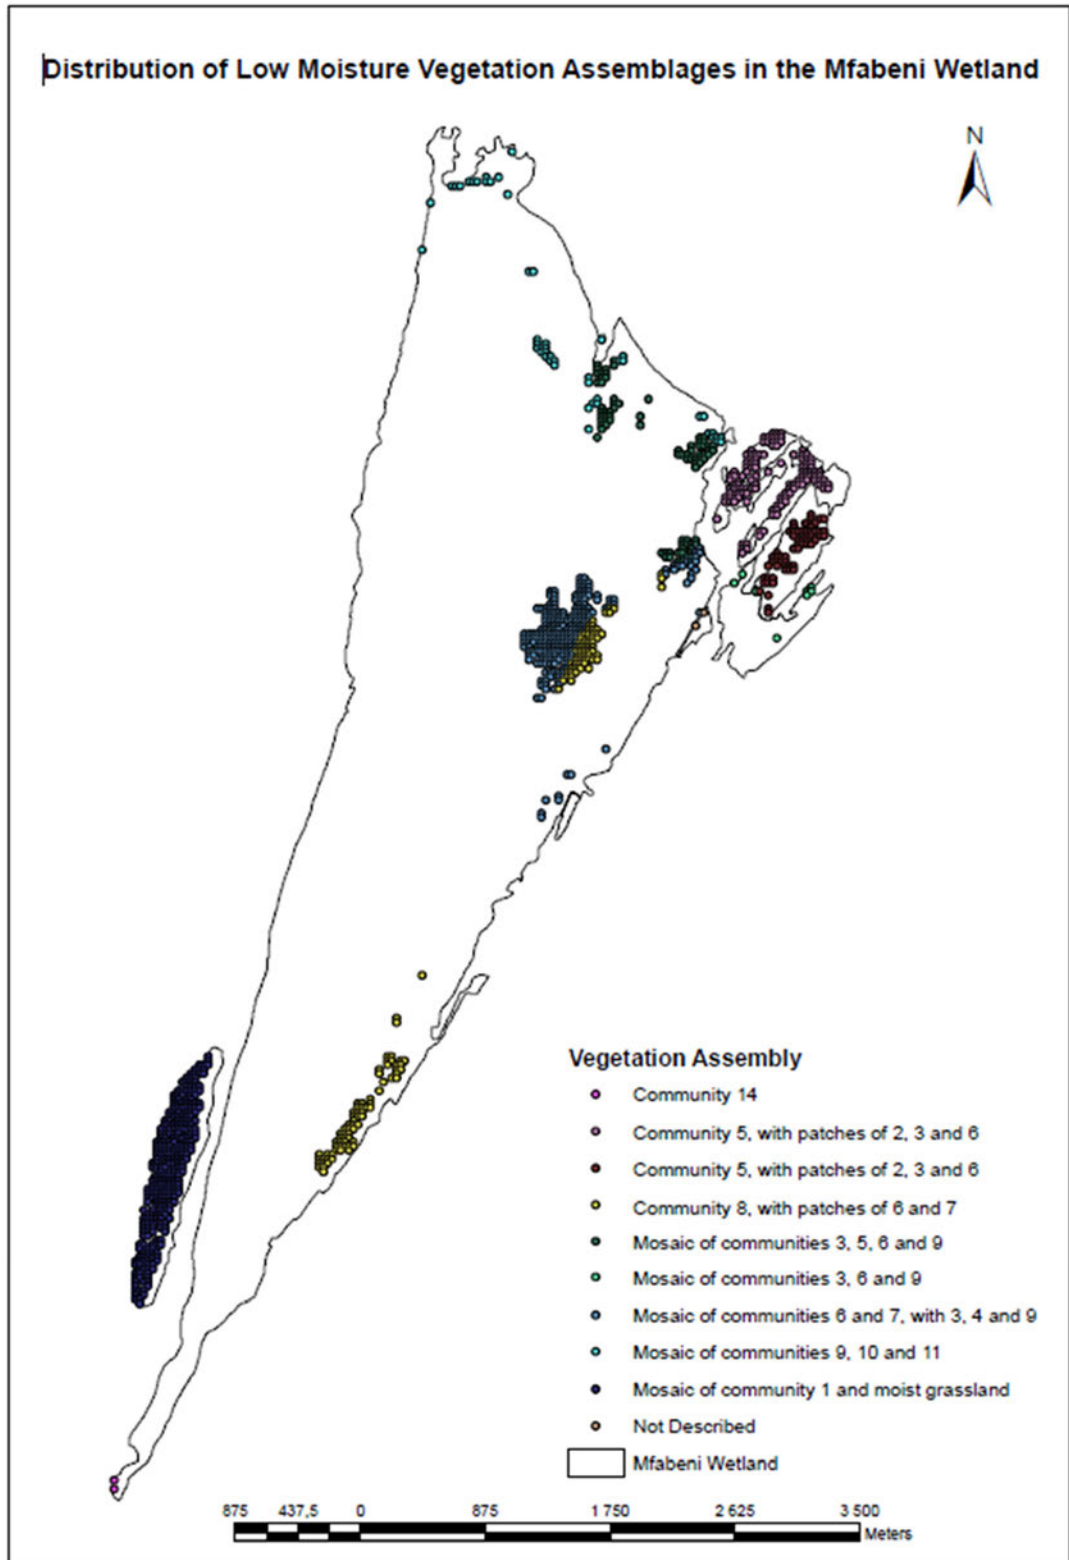 Distribution of Low Moisture Vegetation Assemblages in the Mfabeni Wetland
N
Vegetation Assembly
Community 14
Community 5, with patches of 2, 3 and 6
Community 5, with patches of 2, 3 and 6
Community 8, with patches of 6 and 7
Mosaic of communities 3, 5, 6 and 9
Mosaic of communities 3, 6 and 9
Mosaic of communities 6 and 7, with 3, 4 and 9
Mosaic of communities 9, 10 and 11
Mosaic of community 1 and moist grassland
Not Described
Mfabeni Wetland
875 437,5 0 875 1 750 2 625 3 500
Meters